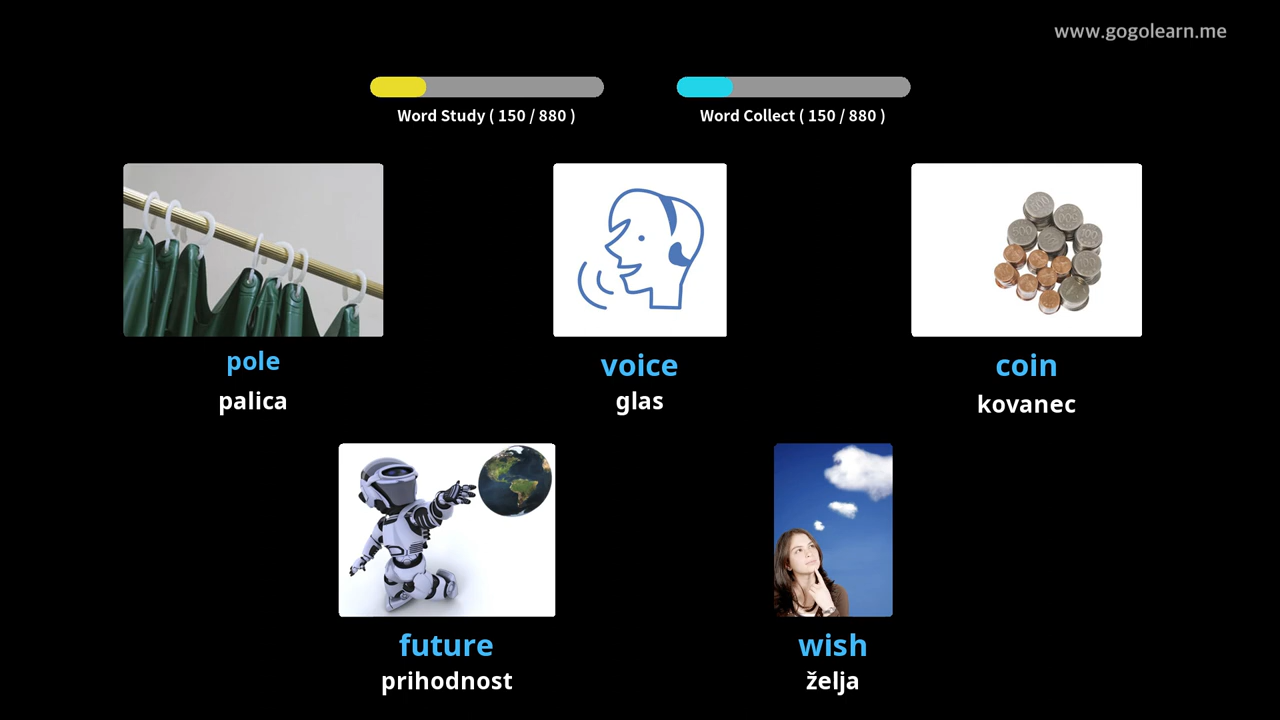 www.gogolearn.me
Word Study ( 150 / 880 )
Word Collect ( 150 / 880 )
pole
palica
voice
glas
coin
kovanec
future
prihodnost
wish
želja